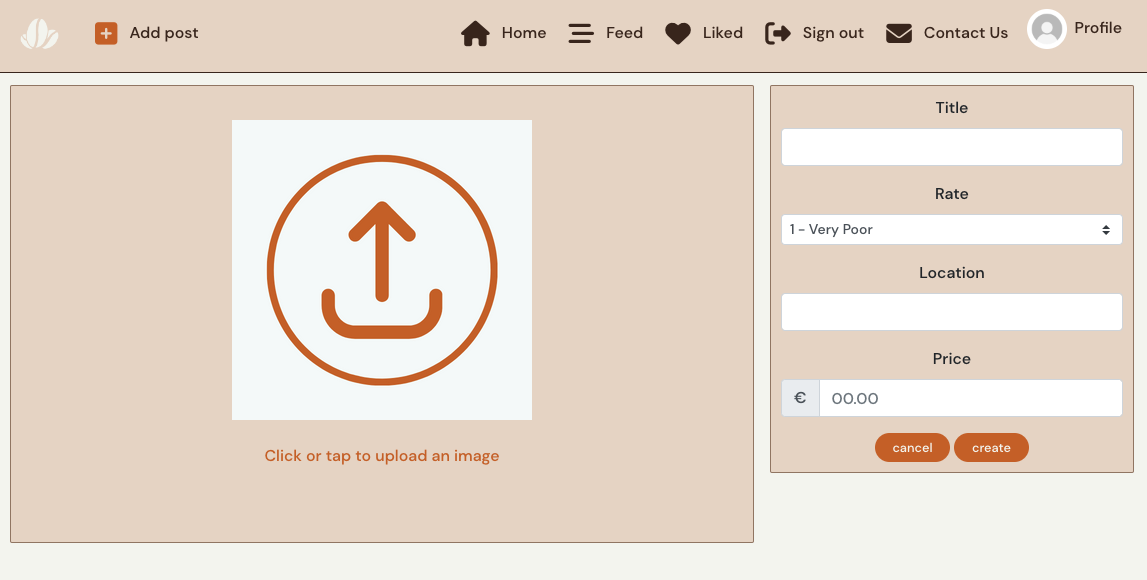 Add post
Home
Feed
Liked
Sign out
Contact Us
Profile
Click or tap to upload an image
Title
Rate
1 - Very Poor
Location
Price
€ 00.00
cancel
create